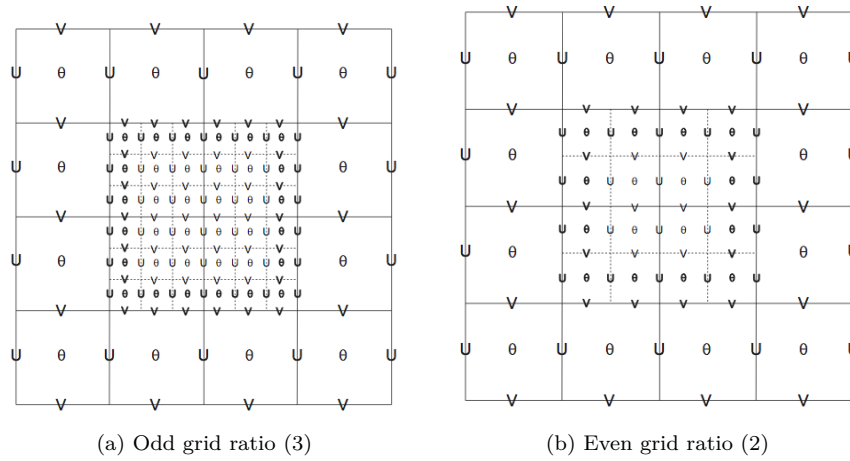 V V V V
U θ U θ U θ U θ U
V V V V V V V V
U θ U θ U θ U θ U θ U θ U
V V V V V V
U θ U θ U θ U θ U θ U θ U θ U θ U
V V V V V V
U θ U θ U θ U θ U θ U θ U
V V V V V V V V
U θ U θ U θ U θ U θ U θ U
V V V V V V
U θ U θ U θ U θ U θ U θ U θ U θ U
V V V V V V
U θ U θ U θ U θ U θ U θ U
V V V V V V V V
U θ U θ U θ U θ U
V V V V
(a) Odd grid ratio (3)
V V V V
U θ U θ U θ U θ U
V V V V V V
U θ U θ U θ U θ U
U θ V V V V θ U
U θ U θ U θ U θ U
V V V V V V
U θ U θ U θ U θ U
U θ V V V V θ U
U θ U θ U θ U θ U
V V V V V V
U θ U θ U θ U θ U
V V V V
(b) Even grid ratio (2)